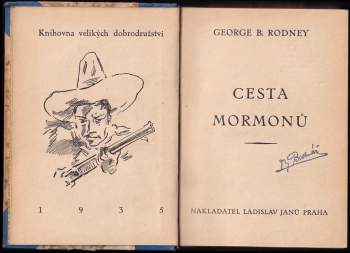 Knihovna velikých dobrodružství
1 9 3 5
GEORGE B. RODNEY
CESTA
MORMONŮ
NAKLADATEL LADISLAV JANŮ PRAHA